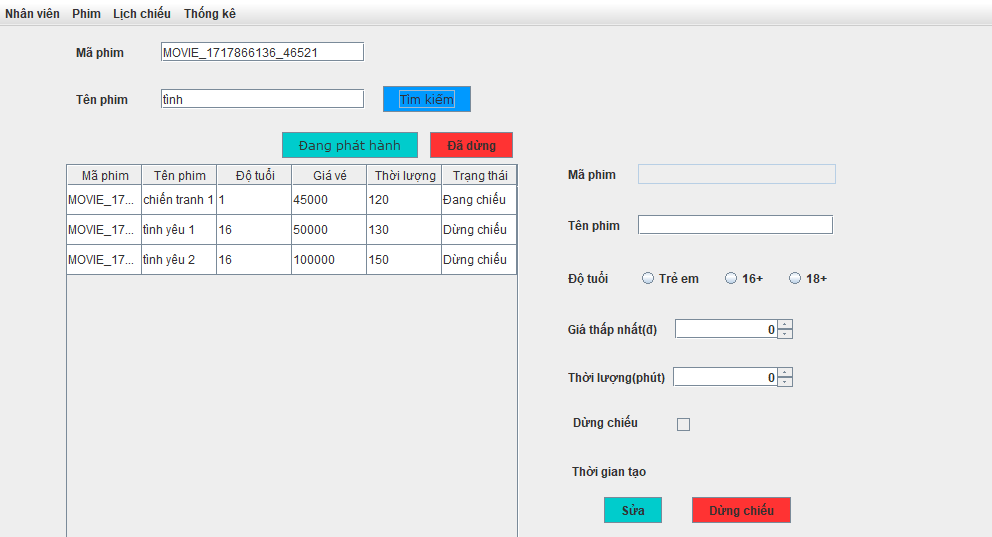 Nhân viên Phim Lịch chiếu Thống kê
Mã phim MOVIE_1717866136_46521
Tên phim tình Tìm kiếm
Đang phát hành Đã dừng
Mã phim Tên phim Độ tuổi Giá vé Thời lượng Trạng thái
MOVIE_17... chiến tranh 1 1 45000 120 Đang chiếu
MOVIE_17... tình yêu 1 16 50000 130 Dừng chiếu
MOVIE_17... tình yêu 2 16 100000 150 Dừng chiếu
Mã phim
Tên phim
Độ tuổi Trẻ em 16+ 18+
Giá thấp nhất(đ) 0
Thời lượng(phút) 0
Dừng chiếu
Thời gian tạo
Sửa Dừng chiếu